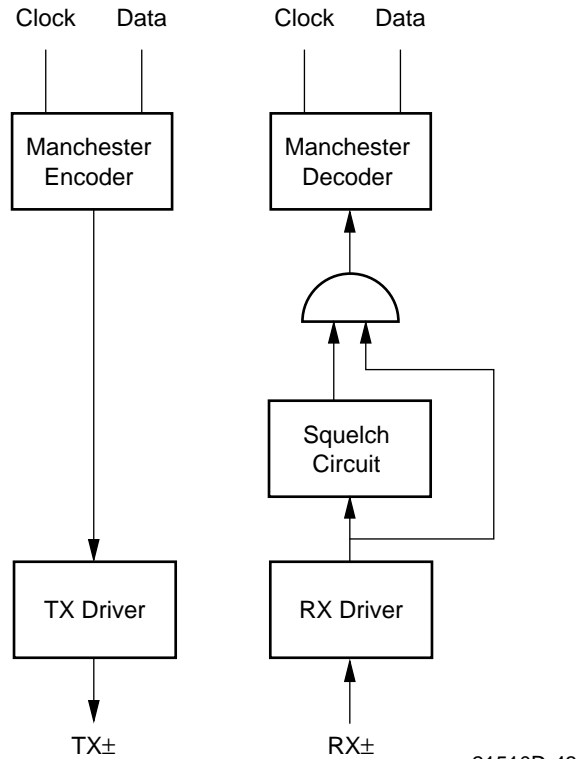 Clock Data Clock Data
Manchester
Encoder
Manchester
Decoder
Squelch
Circuit
TX Driver
RX Driver
TX±
RX±